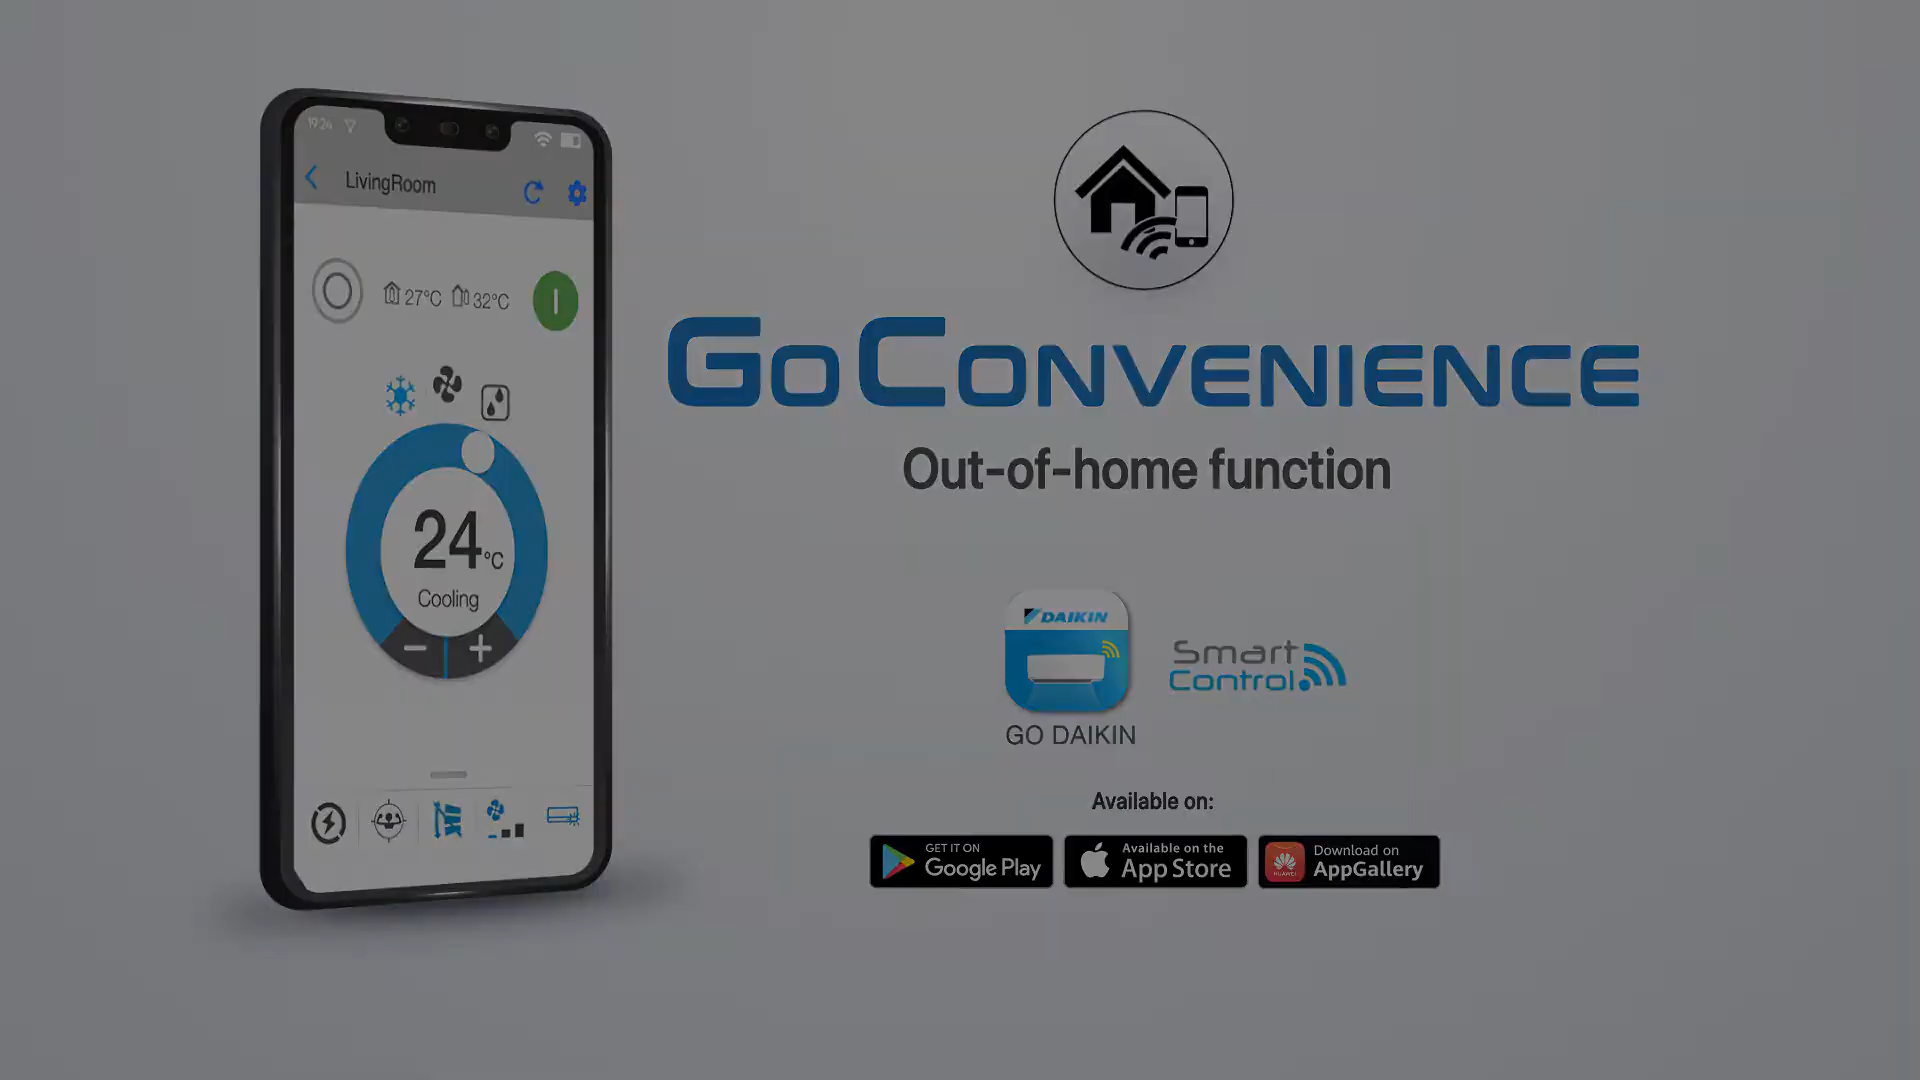 19:24
LivingRoom
27°C 32°C
24°C
Cooling
GoConvenience
Out-of-home function
DAIKIN
GO DAIKIN
Smart
Control
Available on:
GET IT ON
Google Play
Available on the
App Store
HUAWEI
Download on
AppGallery